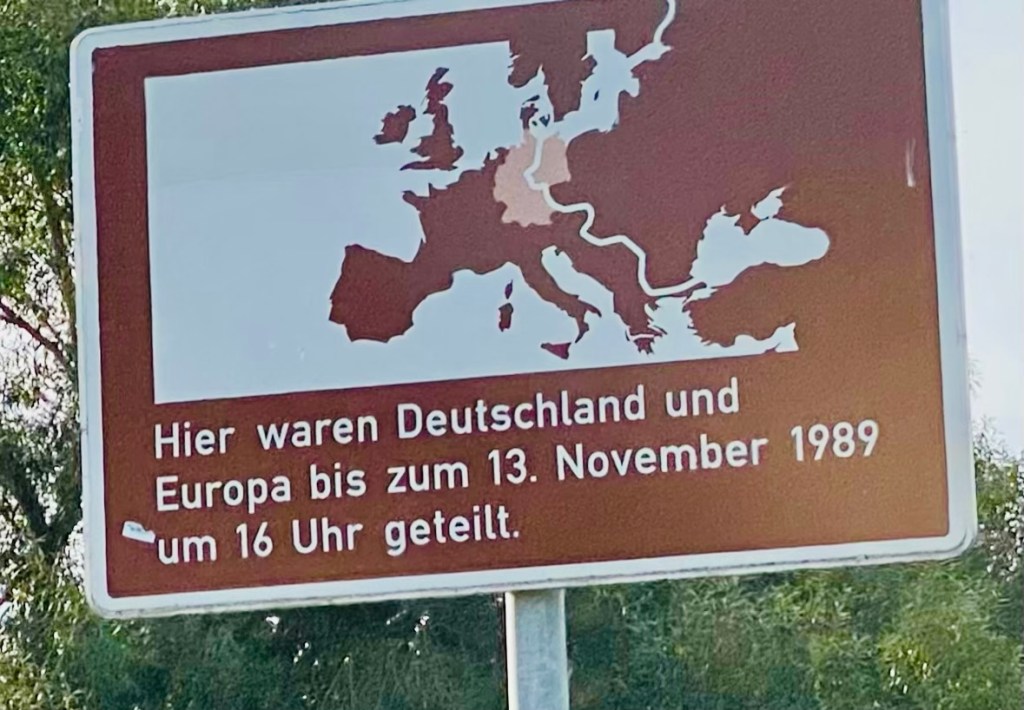 Hier waren Deutschland und
Europa bis zum 13. November 1989
um 16 Uhr geteilt.